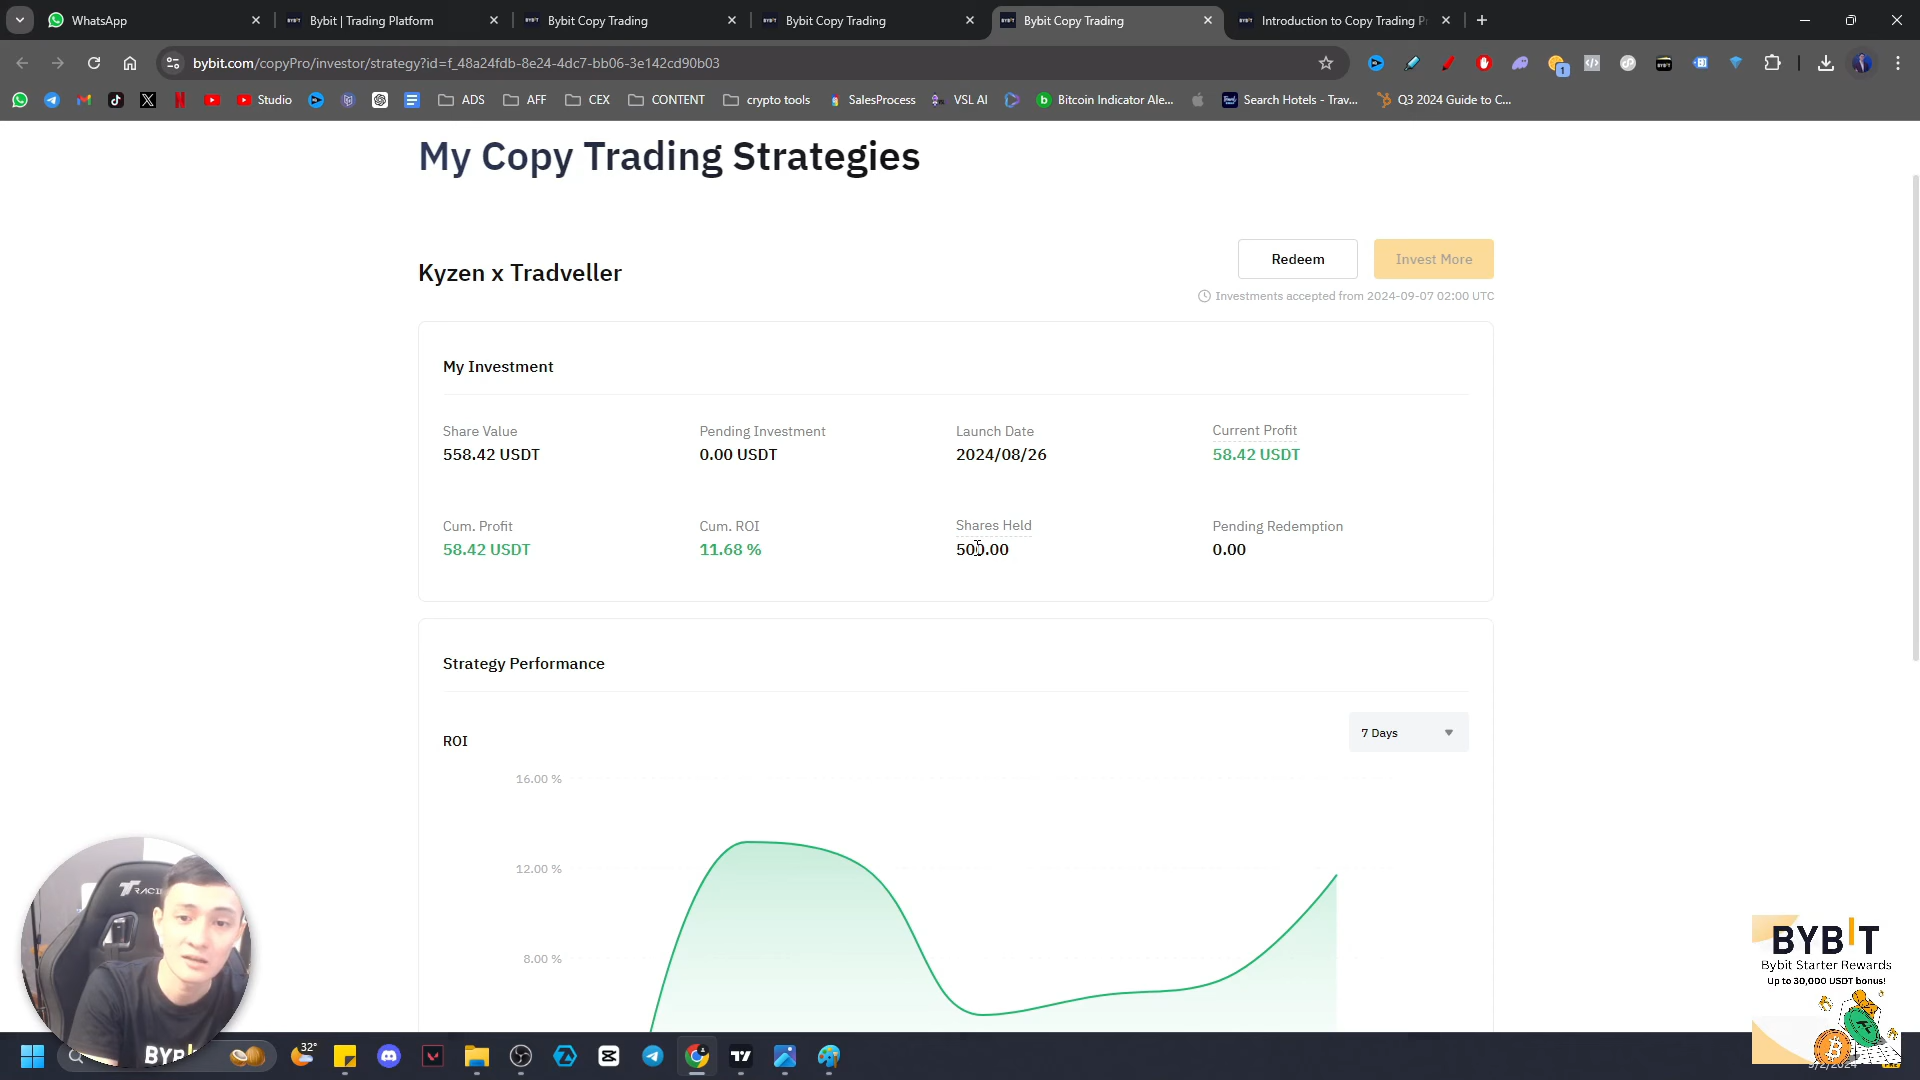 WhatsApp
Bybit | Trading Platform
Bybit Copy Trading
Bybit Copy Trading
Bybit Copy Trading
Introduction to Copy Trading P
bybit.com/copyPro/investor/strategy?id=f_48a24fdb-8e24-4dc7-bb06-3e142cd90b03
Studio
ADS
AFF
CEX
CONTENT
crypto tools
SalesProcess
VSL AI
Bitcoin Indicator Ale...
Search Hotels - Trav...
Q3 2024 Guide to C...
My Copy Trading Strategies
Kyzen x Tradveller
Redeem
Invest More
Investments accepted from 2024-09-07 02:00 UTC
My Investment
Share Value
558.42 USDT
Pending Investment
0.00 USDT
Launch Date
2024/08/26
Current Profit
58.42 USDT
Cum. Profit
58.42 USDT
Cum. ROI
11.68 %
Shares Held
500.00
Pending Redemption
0.00
Strategy Performance
ROI
7 Days
16.00 %
12.00 %
8.00 %
BYBIT
Bybit Starter Rewards
Up to 30,000 USDT bonus!
32°
9/2/2024